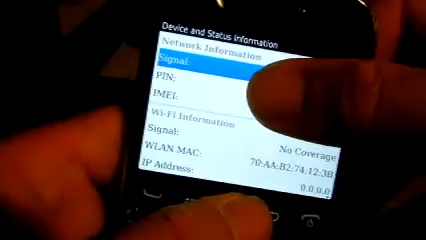 Device and Status Information
Network Information
Signal
PIN:
IMEI:
Wi-Fi Information
Signal: No Coverage
WLAN MAC: 70-AA-B2-74-12-3B
IP Address: 0.0.0.0